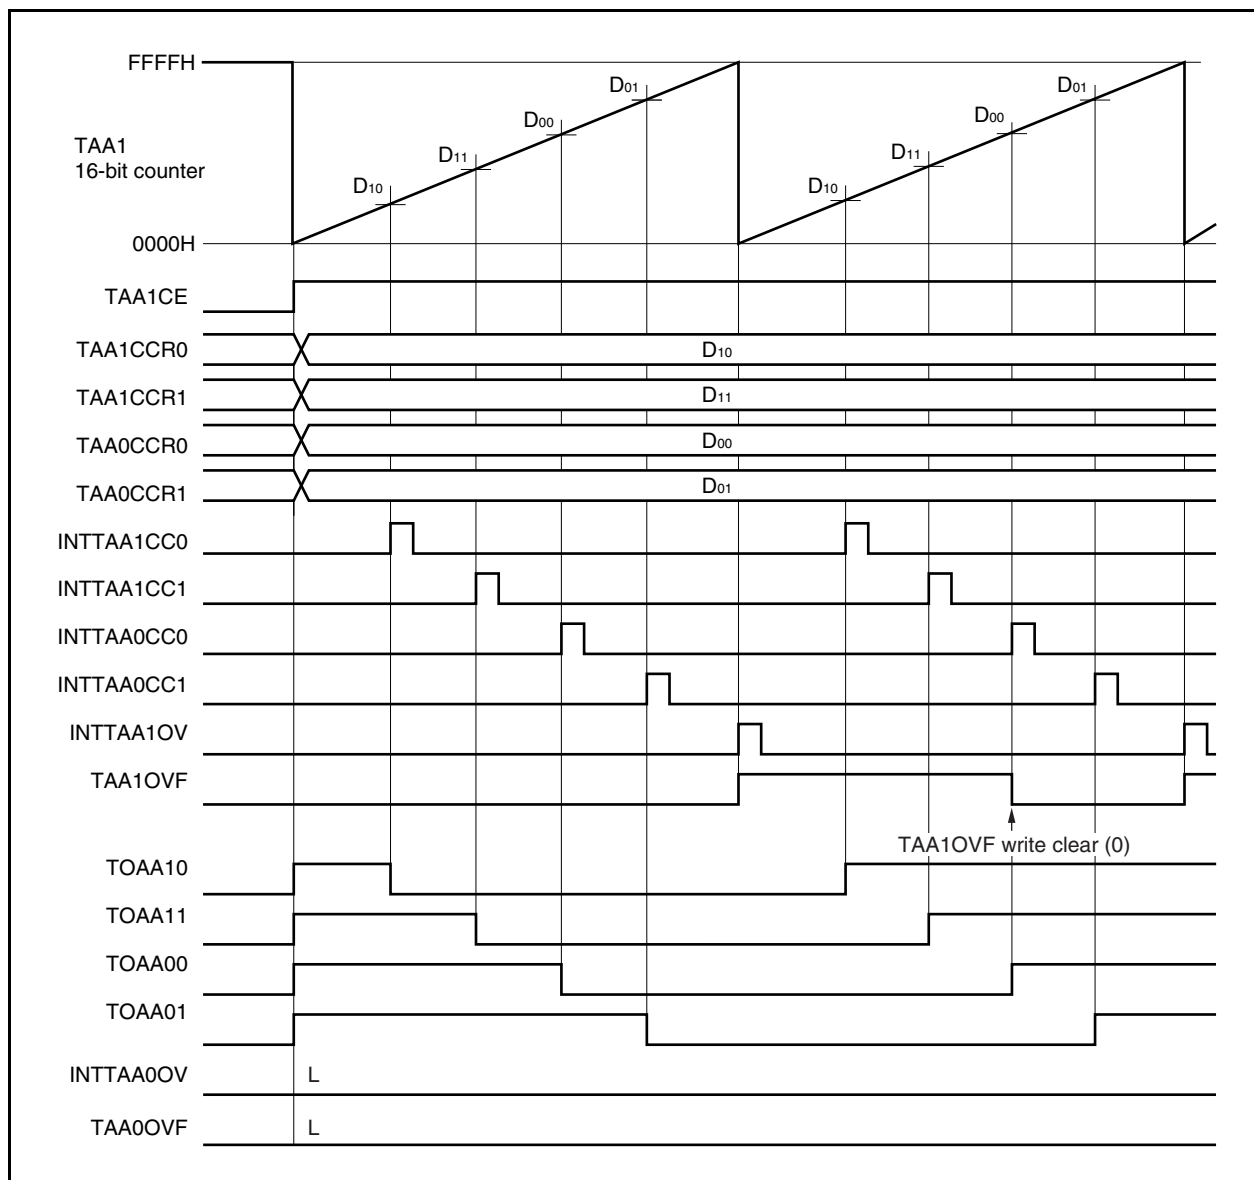 FFFFH
D01
D01
D00
D00
TAA1
16-bit counter
D11
D11
D10
D10
0000H
TAA1CE
TAA1CCR0
D10
TAA1CCR1
D11
TAA0CCR0
D00
TAA0CCR1
D01
INTTAA1CC0
INTTAA1CC1
INTTAA0CC0
INTTAA0CC1
INTTAA1OV
TAA1OVF
TAA1OVF write clear (0)
TOAA10
TOAA11
TOAA00
TOAA01
INTTAA0OV
L
TAA0OVF
L